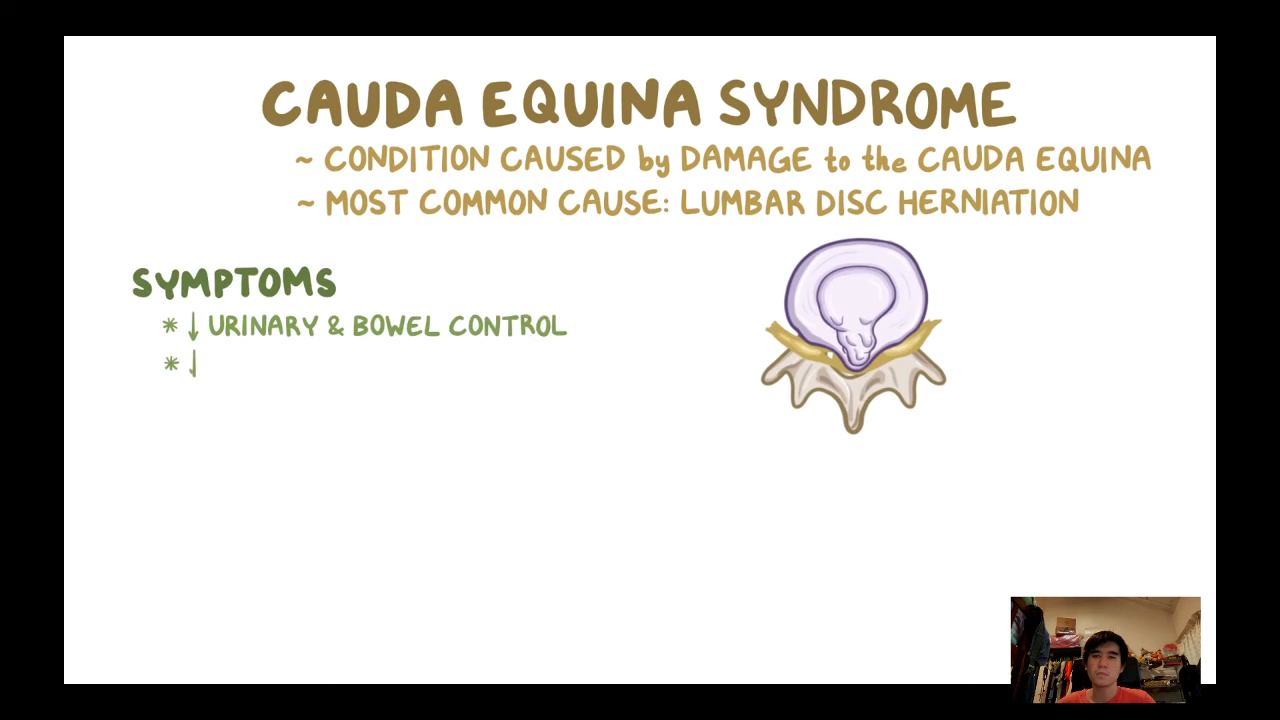 CAUDA EQUINA SYNDROME
~ CONDITION CAUSED by DAMAGE to the CAUDA EQUINA
~ MOST COMMON CAUSE: LUMBAR DISC HERNIATION
SYMPTOMS
* ↓ URINARY & BOWEL CONTROL
* ↓